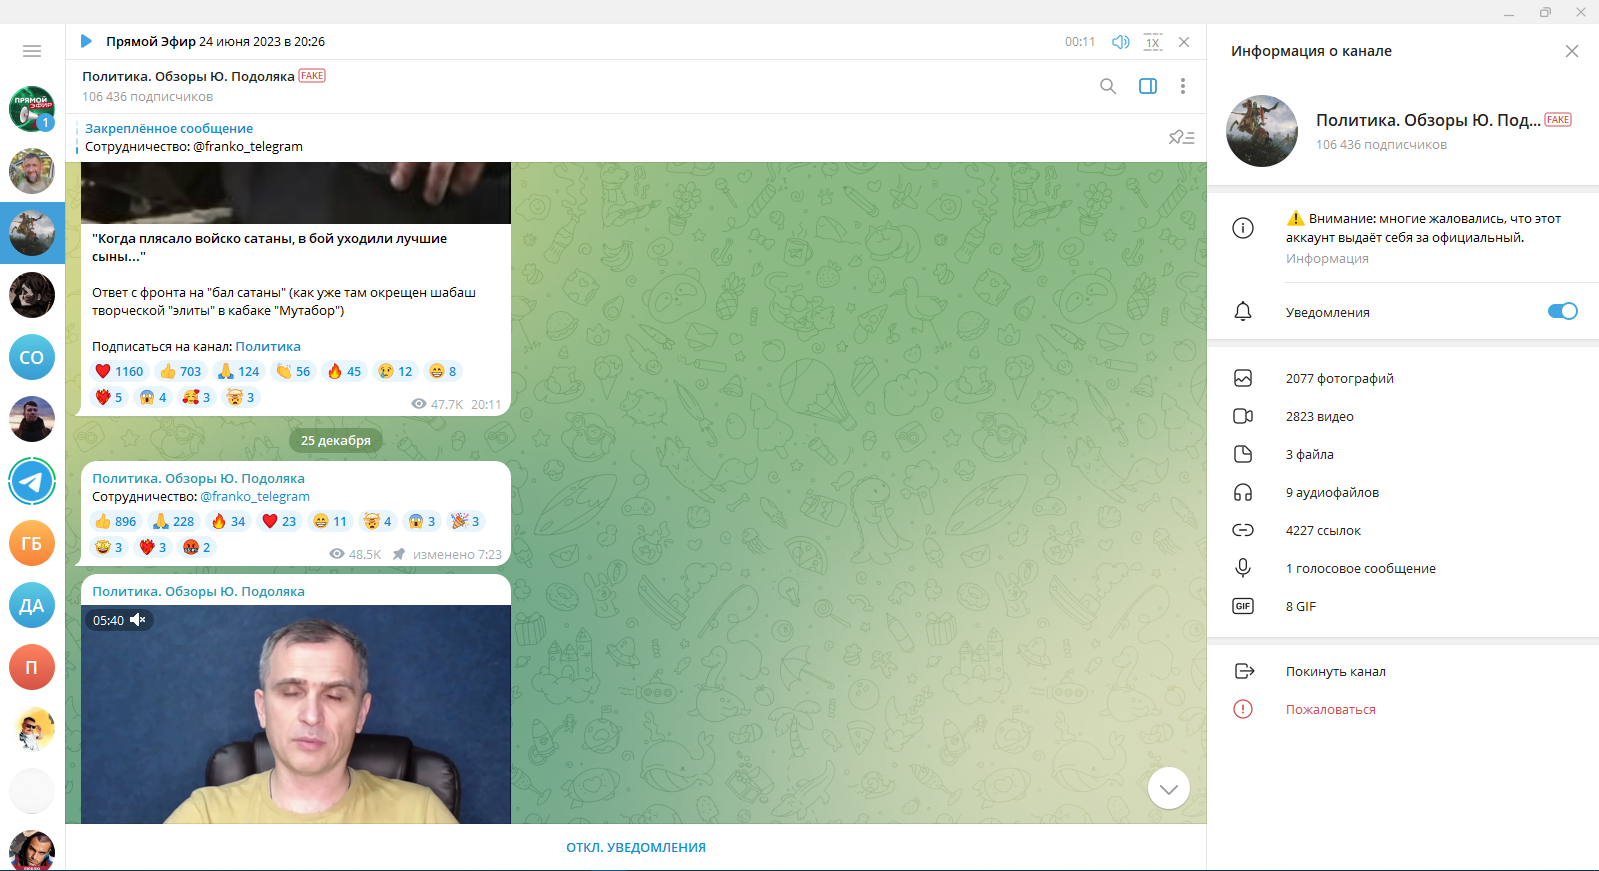 Прямой Эфир 24 июня 2023 в 20:26
00:11
1X
Политика. Обзоры Ю. Подоляка FAKE
106 436 подписчиков
Закреплённое сообщение
Сотрудничество: @franko_telegram
"Когда плясало войско сатаны, в бой уходили лучшие
сыны..."
Ответ с фронта на "бал сатаны" (как уже там окрещен шабаш
творческой "элиты" в кабаке "Мутабор")
Подписаться на канал: Политика
1160 703 124 56 45 12 8
5 4 3 3
47.7K 20:11
25 декабря
Политика. Обзоры Ю. Подоляка
Сотрудничество: @franko_telegram
896 228 34 23 11 4 3 3
3 3 2
48.5K изменено 7:23
Политика. Обзоры Ю. Подоляка
05:40
ОТКЛ. УВЕДОМЛЕНИЯ
ПРЯМОЙ
ЭФИР
1
СО
ГБ
ДА
П
Информация о канале
Политика. Обзоры Ю. Под... FAKE
106 436 подписчиков
Внимание: многие жаловались, что этот
аккаунт выдаёт себя за официальный.
Информация
Уведомления
2077 фотографий
2823 видео
3 файла
9 аудиофайлов
4227 ссылок
1 голосовое сообщение
GIF
8 GIF
Покинуть канал
Пожаловаться